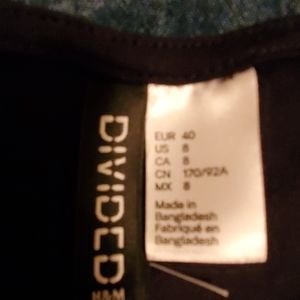 DIVIDED
H&M
EUR 40
US 8
CA 8
CN 170/92A
MX 8
Made in
Bangladesh
Fabriqué en
Bangladesh